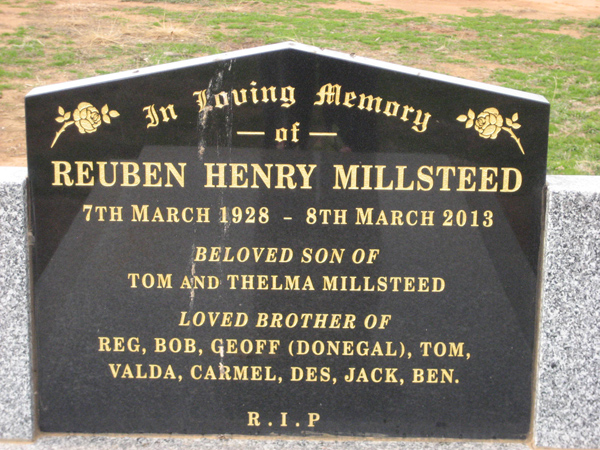 In Loving Memory
— of —
REUBEN HENRY MILLSTEED
7TH MARCH 1928 - 8TH MARCH 2013
BELOVED SON OF
TOM AND THELMA MILLSTEED
LOVED BROTHER OF
REG, BOB, GEOFF (DONEGAL), TOM,
VALDA, CARMEL, DES, JACK, BEN.
R.I.P